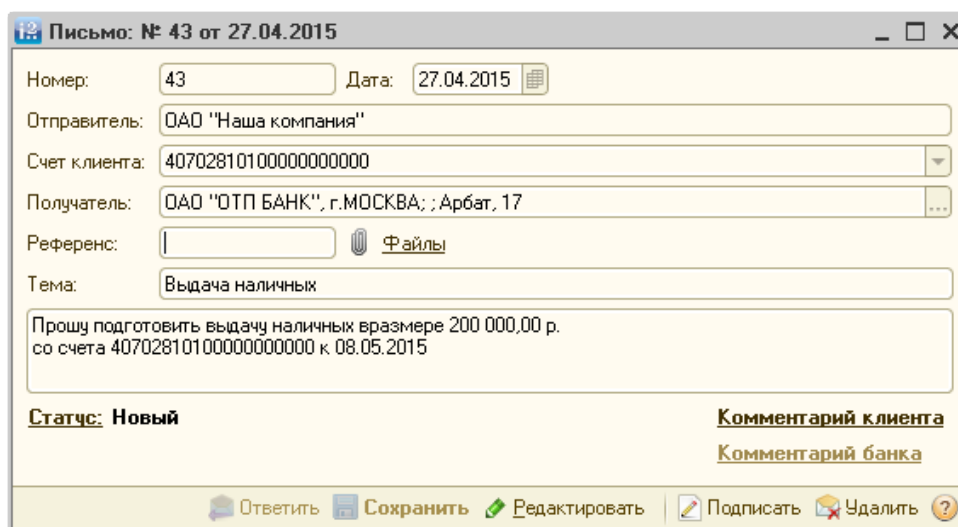 Письмо: № 43 от 27.04.2015
Номер: 43 Дата: 27.04.2015
Отправитель: ОАО "Наша компания"
Счет клиента: 40702810100000000000
Получатель: ОАО "ОТП БАНК", г.МОСКВА; ; Арбат, 17 ...
Референс: Файлы
Тема: Выдача наличных
Прошу подготовить выдачу наличных вразмере 200 000,00 р.
со счета 40702810100000000000 к 08.05.2015
Статус: Новый Комментарий клиента
Комментарий банка
Ответить Сохранить Редактировать Подписать Удалить ?